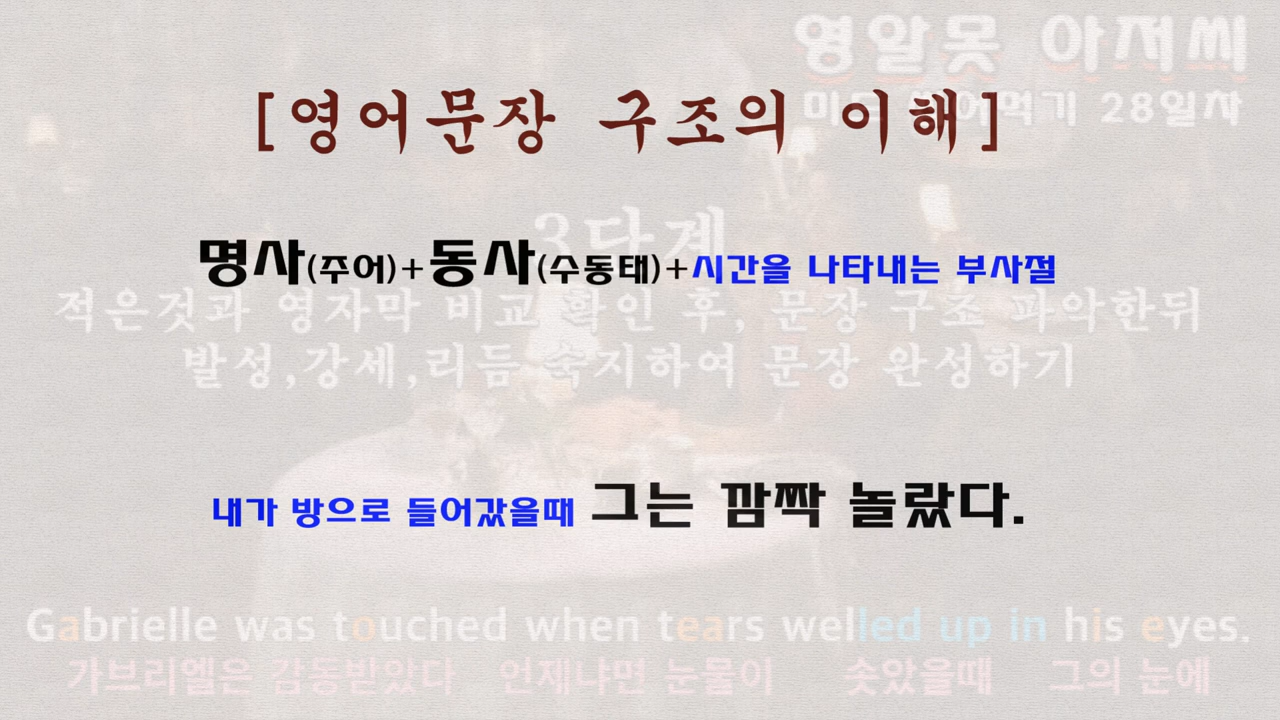 영알못 아저씨
미드 씹어먹기 28일차
[영어문장 구조의 이해]
3단계
명사(주어)+동사(수동태)+시간을 나타내는 부사절
적은것과 영자막 비교 확인 후, 문장 구조 파악한뒤
발성,강세,리듬 숙지하여 문장 완성하기
내가 방으로 들어갔을때 그는 깜짝 놀랐다.
Gabrielle was touched when tears welled up in his eyes.
가브리엘은 감동받았다 언제냐면 눈물이 솟았을때 그의 눈에